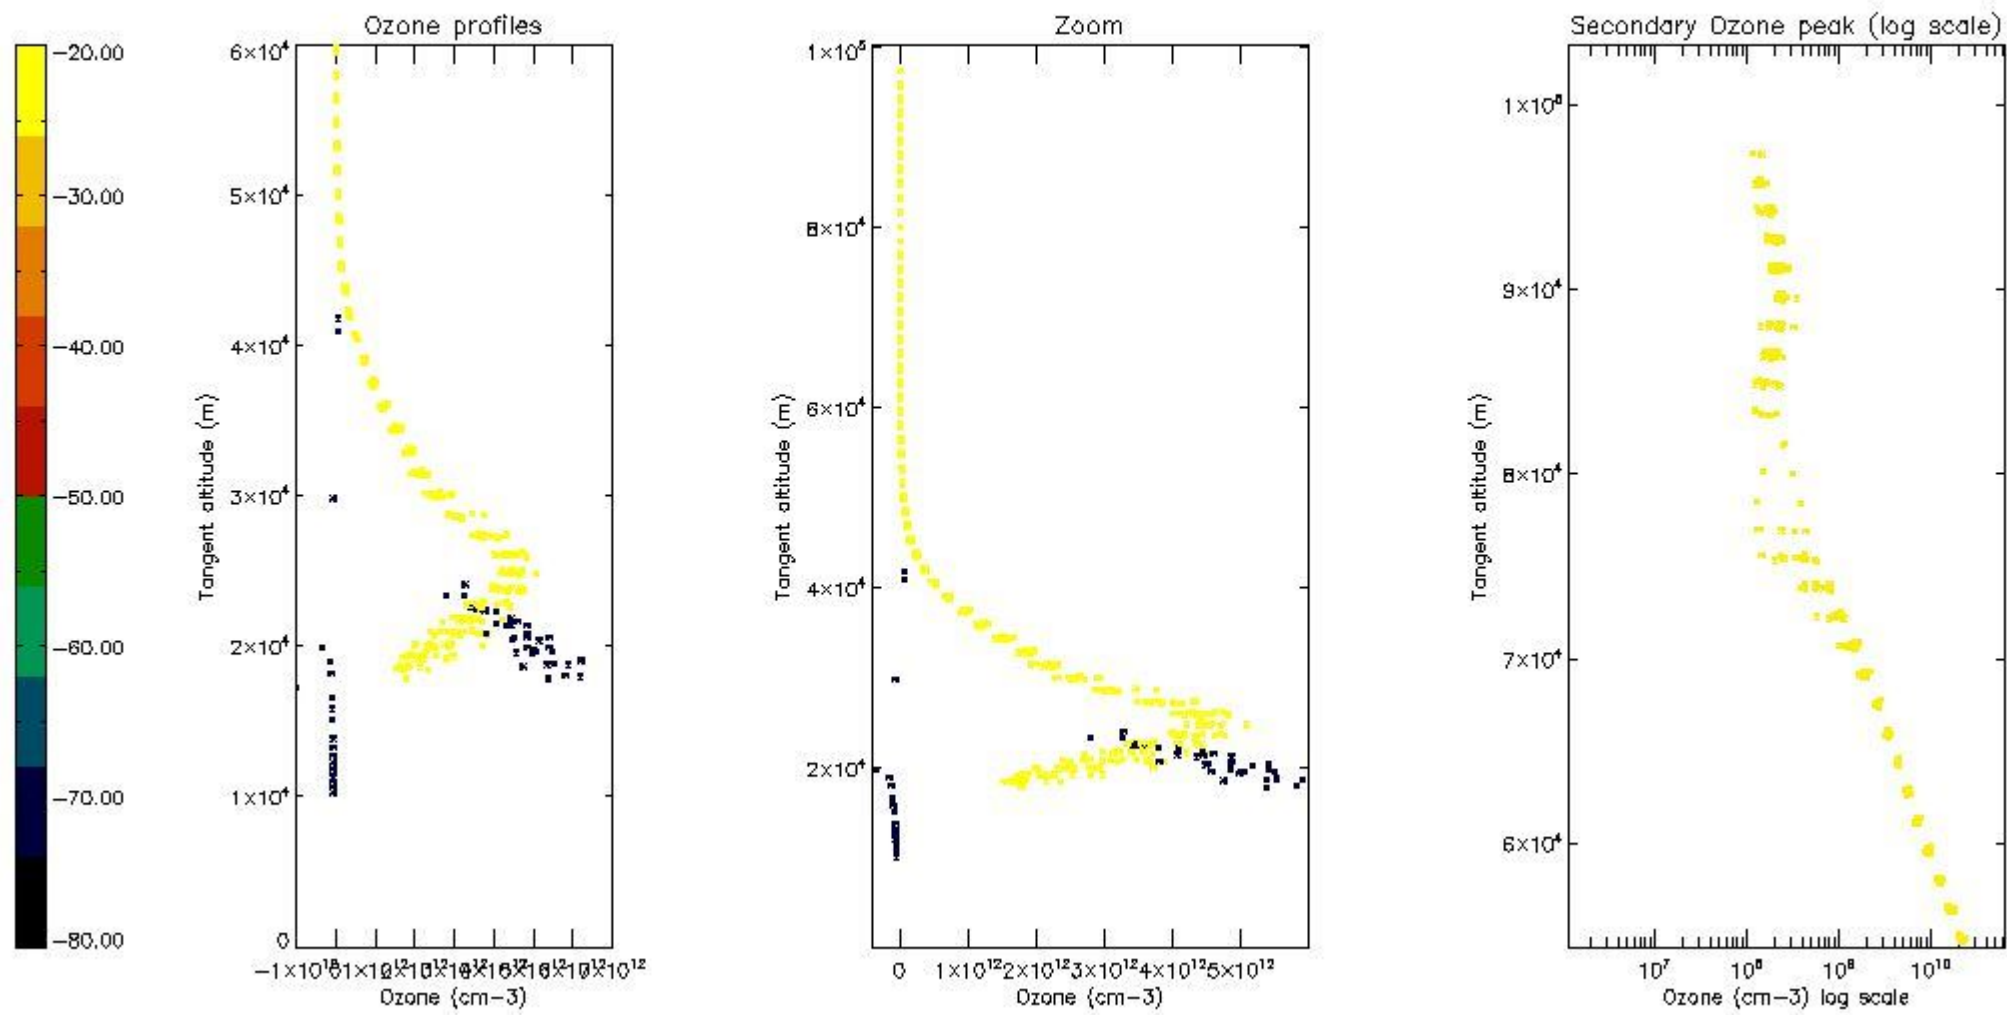 Ozone profiles
Zoom
Secondary Ozone peak (log scale)
-20.00
-30.00
-40.00
-50.00
-60.00
-70.00
-80.00
6×10⁴
5×10⁴
4×10⁴
3×10⁴
2×10⁴
1×10⁴
0
Tangent altitude (m)
Ozone (cm-3)
1×10⁵
8×10⁴
6×10⁴
4×10⁴
2×10⁴
Tangent altitude (m)
0 1×10¹² 2×10¹² 3×10¹² 4×10¹² 5×10¹²
Ozone (cm-3)
9×10⁴
8×10⁴
7×10⁴
6×10⁴
Tangent altitude (m)
10⁷ 10⁸ 10⁹ 10¹⁰
Ozone (cm-3) log scale